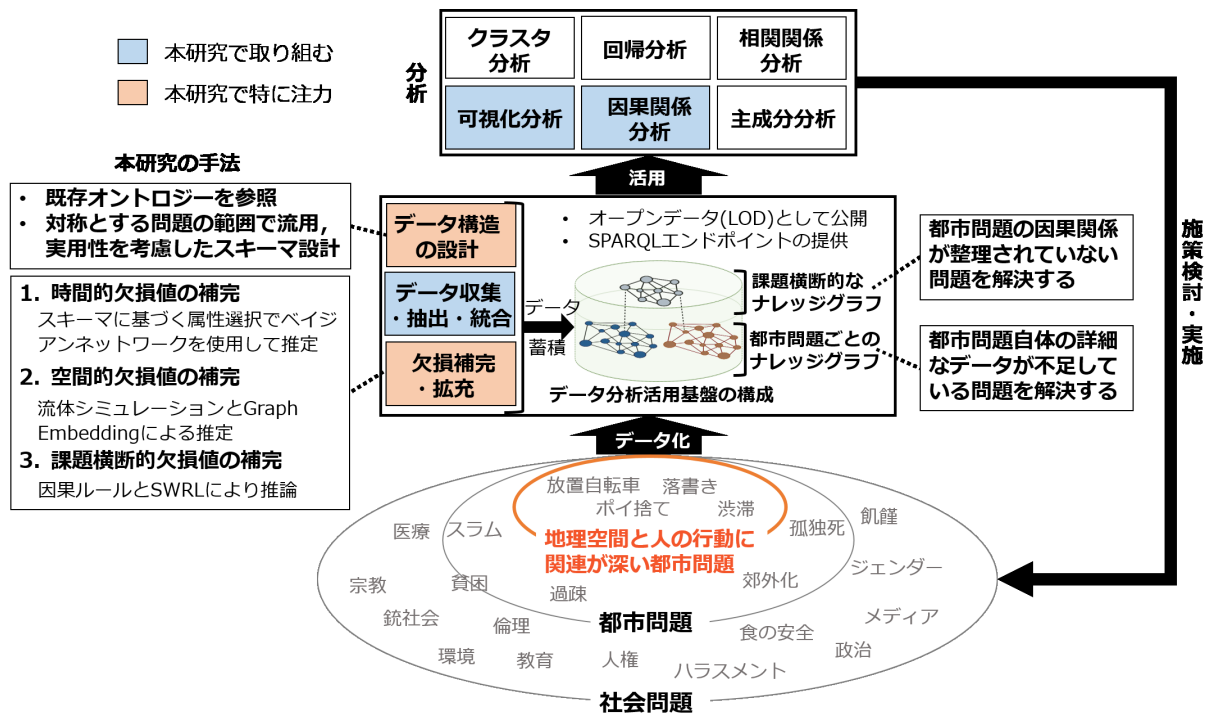 本研究で取り組む
本研究で特に注力
分析
クラスタ
分析
回帰分析
相関関係
分析
可視化分析
因果関係
分析
主成分分析
活用
本研究の手法
• 既存オントロジーを参照
• 対称とする問題の範囲で流用,
実用性を考慮したスキーマ設計
1. 時間的欠損値の補完
スキーマに基づく属性選択でベイジ
アンネットワークを使用して推定
2. 空間的欠損値の補完
流体シミュレーションとGraph
Embeddingによる推定
3. 課題横断的欠損値の補完
因果ルールとSWRLにより推論
データ構造
の設計
データ収集
・抽出・統合
欠損補完
・拡充
データ
蓄積
• オープンデータ(LOD)として公開
• SPARQLエンドポイントの提供
課題横断的な
ナレッジグラフ
都市問題ごとの
ナレッジグラフ
データ分析活用基盤の構成
都市問題の因果関係
が整理されていない
問題を解決する
都市問題自体の詳細
なデータが不足して
いる問題を解決する
施策検討・実施
データ化
放置自転車
落書き
ポイ捨て
渋滞
地理空間と人の行動に
関連が深い都市問題
医療
スラム
孤独死
飢饉
宗教
貧困
過疎
郊外化
ジェンダー
銃社会
倫理
都市問題
食の安全
メディア
環境
教育
人権
ハラスメント
政治
社会問題